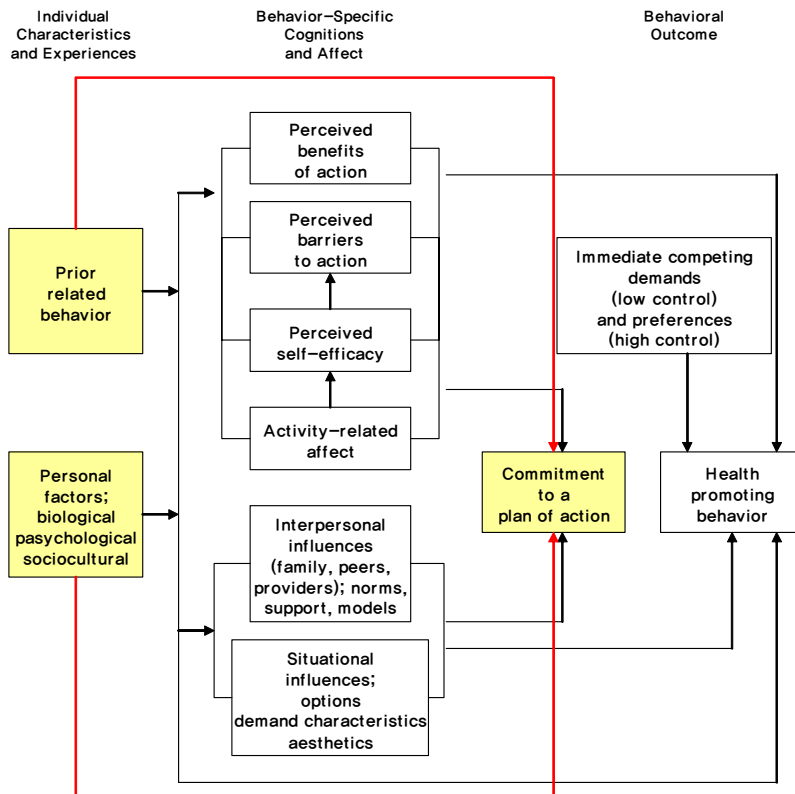 Individual
Characteristics
and Experiences
Behavior-Specific
Cognitions
and Affect
Behavioral
Outcome
Perceived
benefits
of action
Perceived
barriers
to action
Prior
related
behavior
Immediate competing
demands
(low control)
and preferences
(high control)
Perceived
self-efficacy
Activity-related
affect
Personal
factors;
biological
pasychological
sociocultural
Commitment
to a
plan of action
Health
promoting
behavior
Interpersonal
influences
(family, peers,
providers); norms,
support, models
Situational
influences;
options
demand characteristics
aesthetics